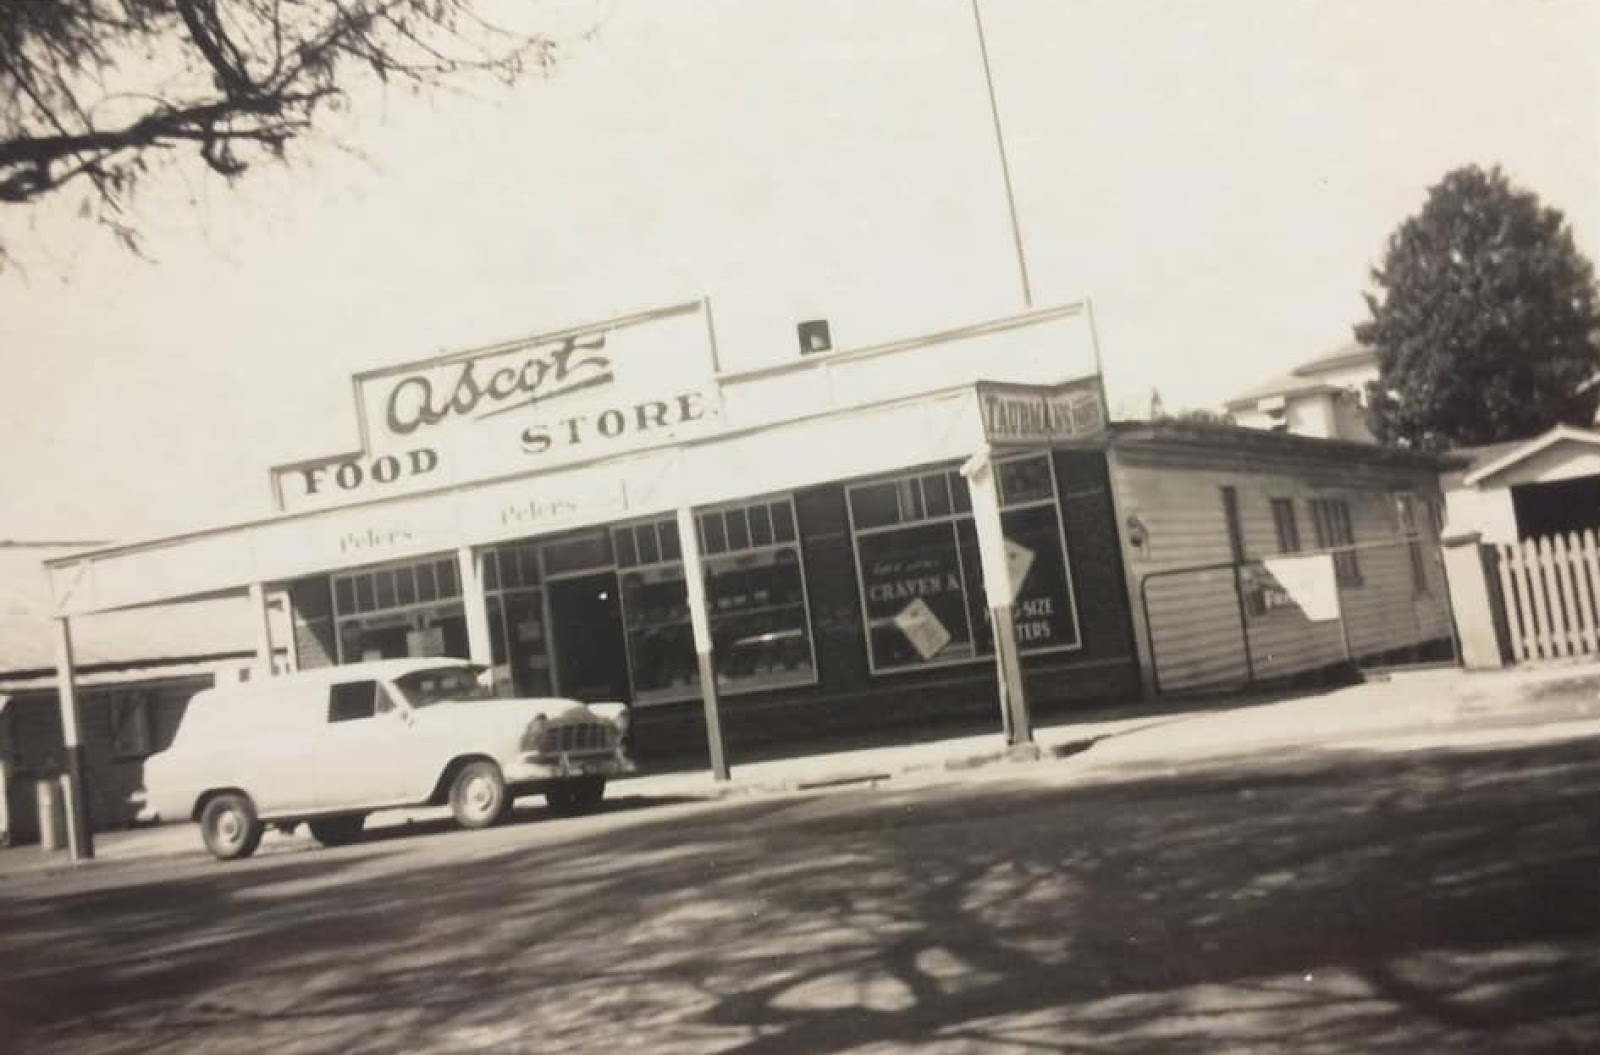 Ascot
FOOD STORE
Peters Peters
TAUBMANS
CRAVEN A